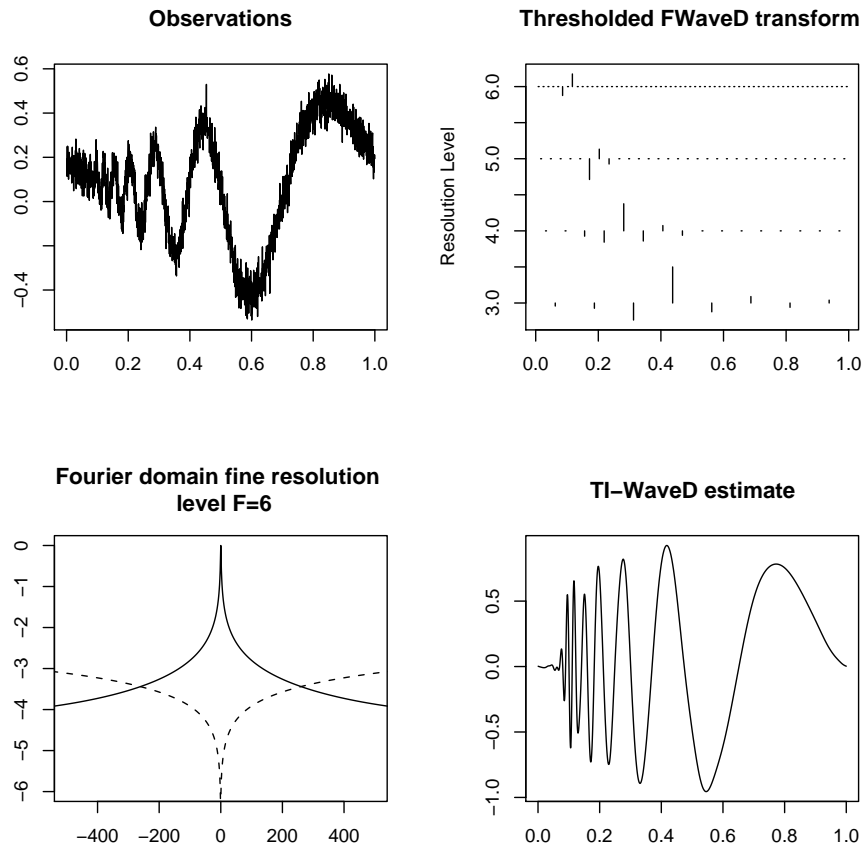 Observations
0.6
0.4
0.2
0.0
−0.4
0.0 0.2 0.4 0.6 0.8 1.0
Thresholded FWaveD transform
Resolution Level
6.0
5.0
4.0
3.0
0.0 0.2 0.4 0.6 0.8 1.0
Fourier domain fine resolution
level F=6
0
−1
−2
−3
−4
−5
−6
−400 −200 0 200 400
TI−WaveD estimate
0.5
0.0
−0.5
−1.0
0.0 0.2 0.4 0.6 0.8 1.0